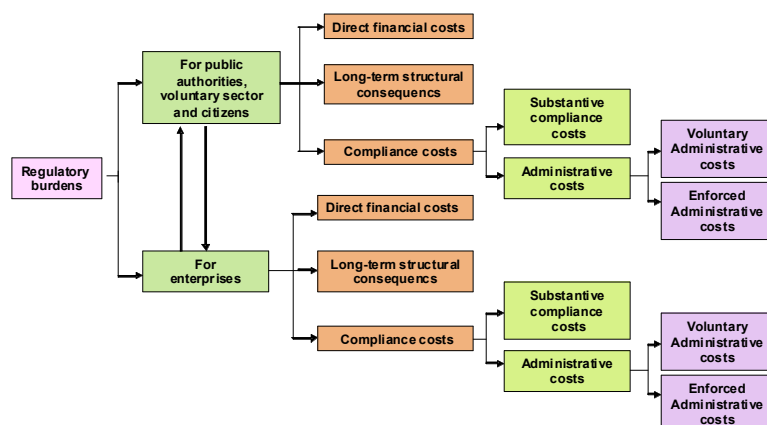 Direct financial costs
For public
authorities,
voluntary sector
and citizens
Long-term structural
consequencs
Substantive
compliance
costs
Compliance costs
Voluntary
Administrative
costs
Regulatory
burdens
Administrative
costs
Enforced
Administrative
costs
Direct financial costs
For
enterprises
Long-term structural
consequencs
Substantive
compliance
costs
Compliance costs
Voluntary
Administrative
costs
Administrative
costs
Enforced
Administrative
costs